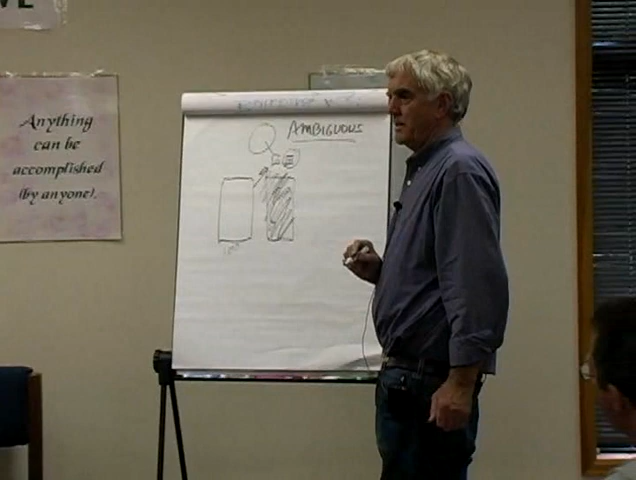 Anything
can be
accomplished
(by anyone).
AMBIGUOUS